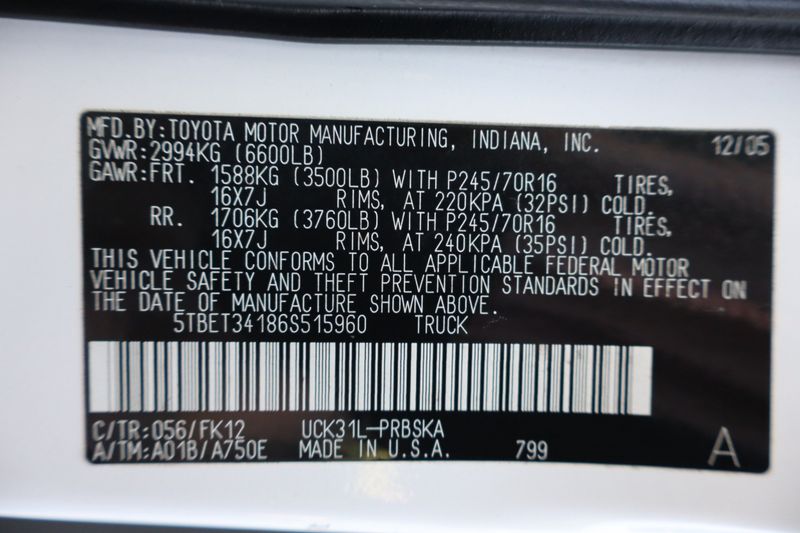 MFD.BY:TOYOTA MOTOR MANUFACTURING, INDIANA, INC. 12/05
GVWR:2994KG (6600LB)
GAWR:FRT. 1588KG (3500LB) WITH P245/70R16 TIRES,
16X7J RIMS, AT 220KPA (32PSI) COLD.
RR. 1706KG (3760LB) WITH P245/70R16 TIRES,
16X7J RIMS, AT 240KPA (35PSI) COLD.
THIS VEHICLE CONFORMS TO ALL APPLICABLE FEDERAL MOTOR
VEHICLE SAFETY AND THEFT PREVENTION STANDARDS IN EFFECT ON
THE DATE OF MANUFACTURE SHOWN ABOVE.
5TBET34186S515960 TRUCK
C/TR:056/FK12 UCK31L-PRBSKA
A/TM:A01B/A750E MADE IN U.S.A. 799 A